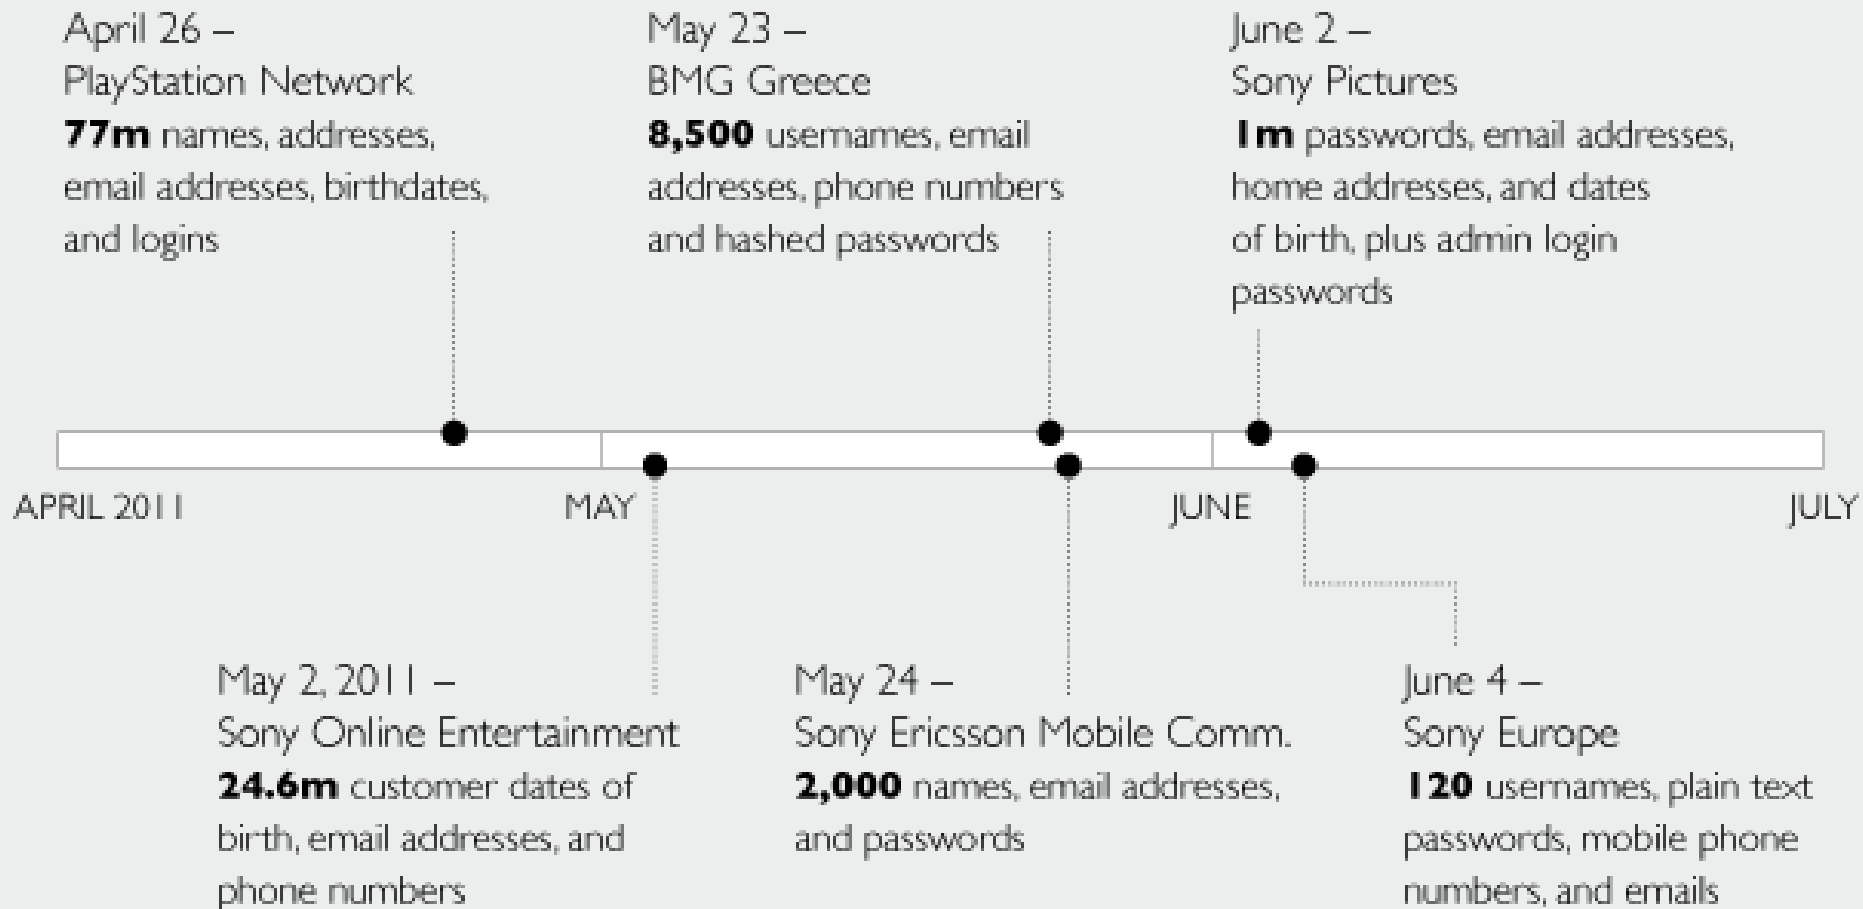 April 26 –
PlayStation Network
77m names, addresses,
email addresses, birthdates,
and logins
May 23 –
BMG Greece
8,500 usernames, email
addresses, phone numbers
and hashed passwords
June 2 –
Sony Pictures
1m passwords, email addresses,
home addresses, and dates
of birth, plus admin login
passwords
APRIL 2011
MAY
JUNE
JULY
May 2, 2011 –
Sony Online Entertainment
24.6m customer dates of
birth, email addresses, and
phone numbers
May 24 –
Sony Ericsson Mobile Comm.
2,000 names, email addresses,
and passwords
June 4 –
Sony Europe
120 usernames, plain text
passwords, mobile phone
numbers, and emails